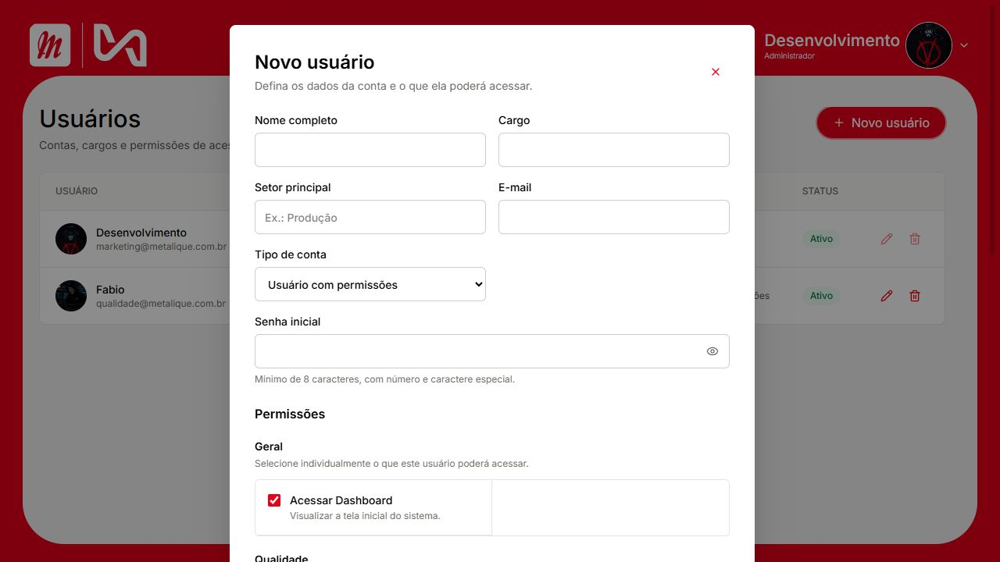 Desenvolvimento
Administrador
Usuários
Contas, cargos e permissões de aces
Novo usuário
USUÁRIO
STATUS
Desenvolvimento
marketing@metalique.com.br
Ativo
Fabio
qualidade@metalique.com.br
ões
Ativo
Novo usuário
Defina os dados da conta e o que ela poderá acessar.
Nome completo
Cargo
Setor principal
E-mail
Ex.: Produção
Tipo de conta
Usuário com permissões
Senha inicial
Mínimo de 8 caracteres, com número e caractere especial.
Permissões
Geral
Selecione individualmente o que este usuário poderá acessar.
Acessar Dashboard
Visualizar a tela inicial do sistema.
Qualidade